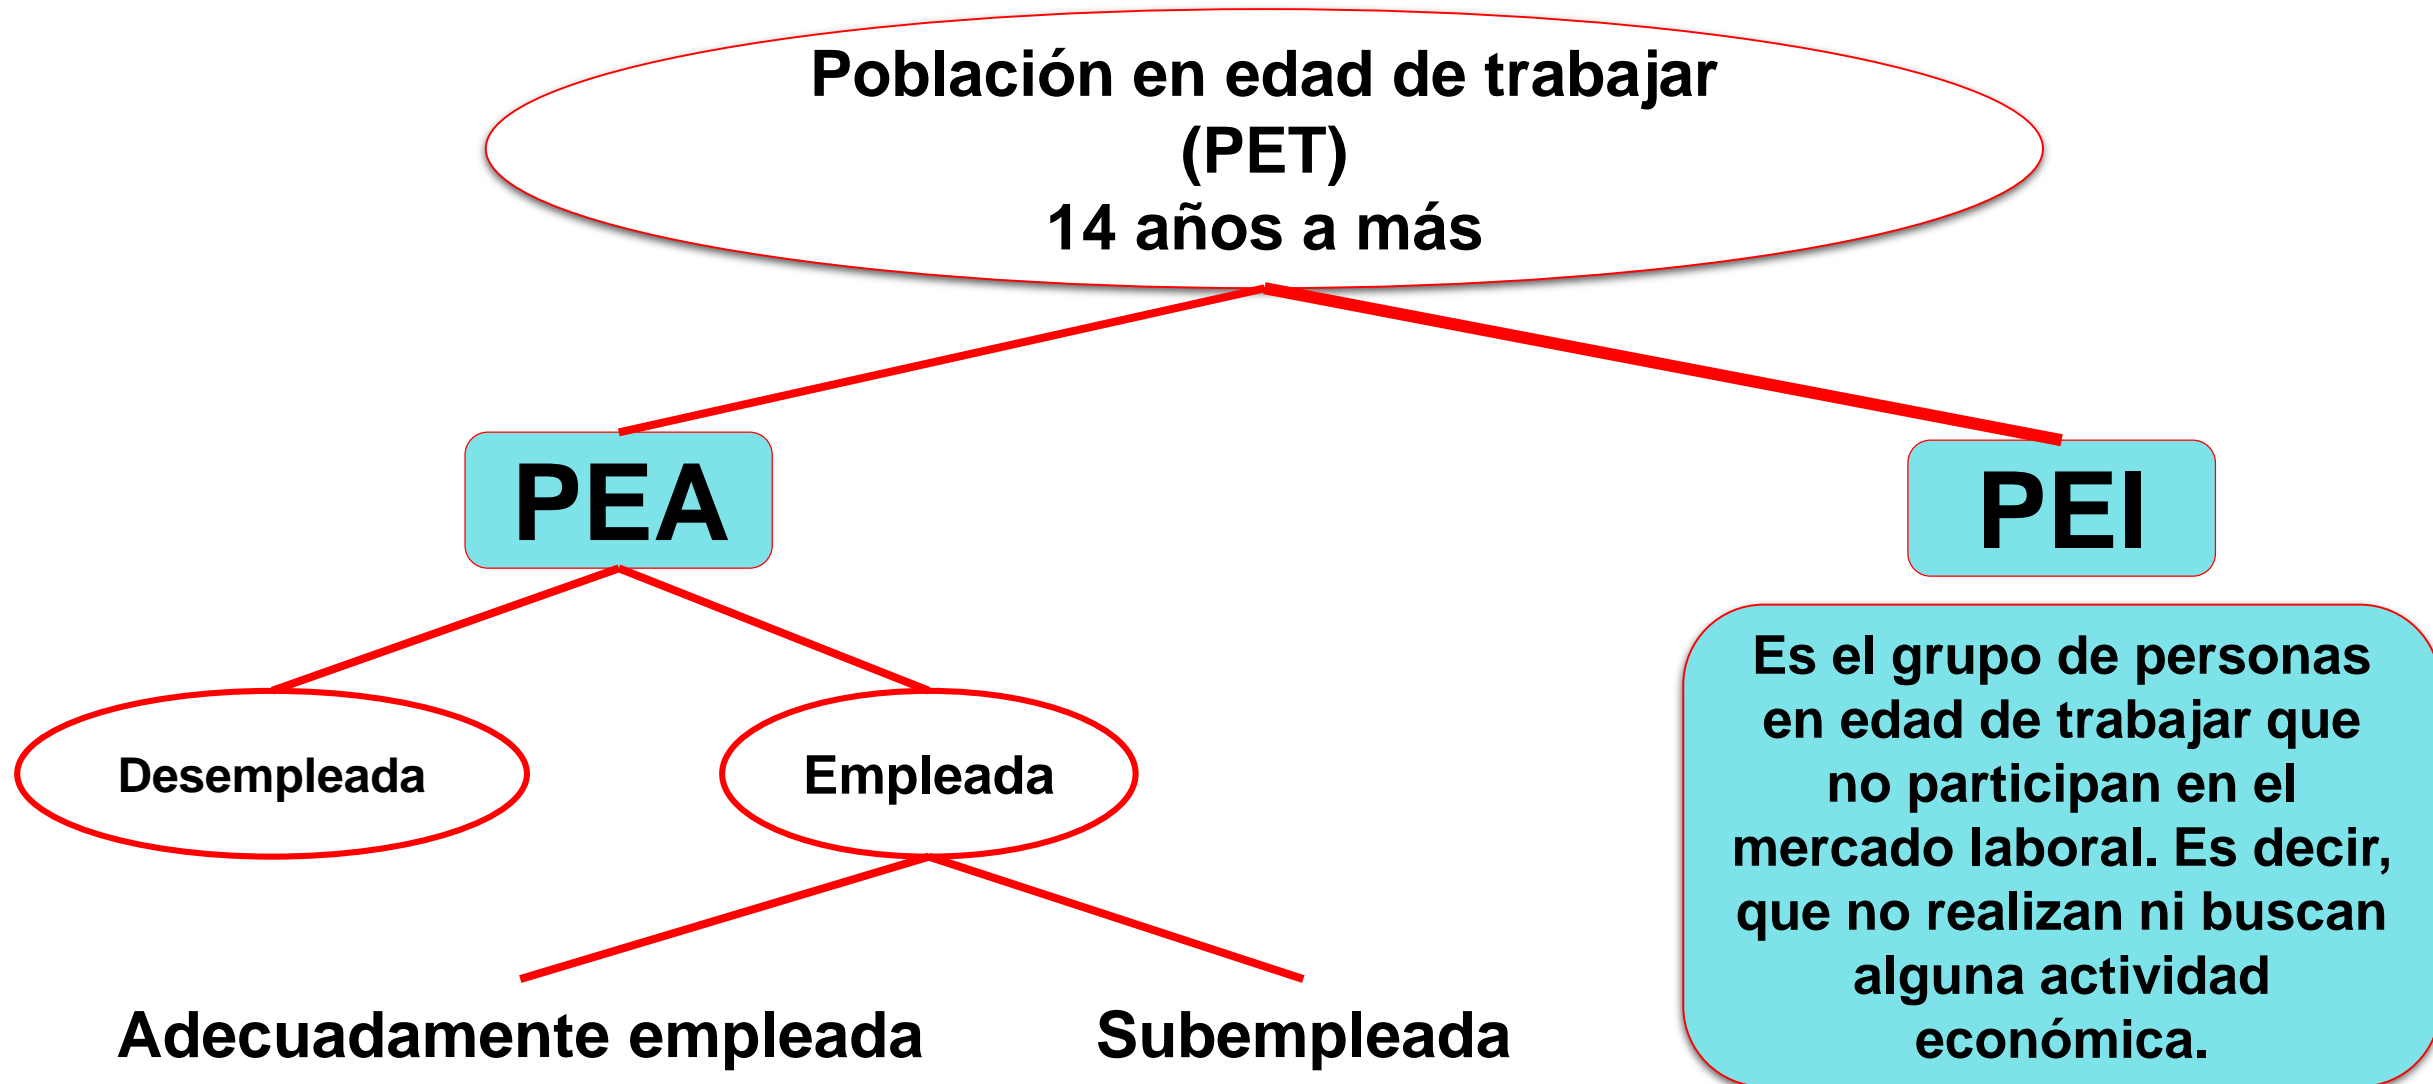 Población en edad de trabajar
(PET)
14 años a más
PEA
PEI
Desempleada
Empleada
Es el grupo de personas
en edad de trabajar que
no participan en el
mercado laboral. Es decir,
que no realizan ni buscan
alguna actividad
económica.
Adecuadamente empleada
Subempleada